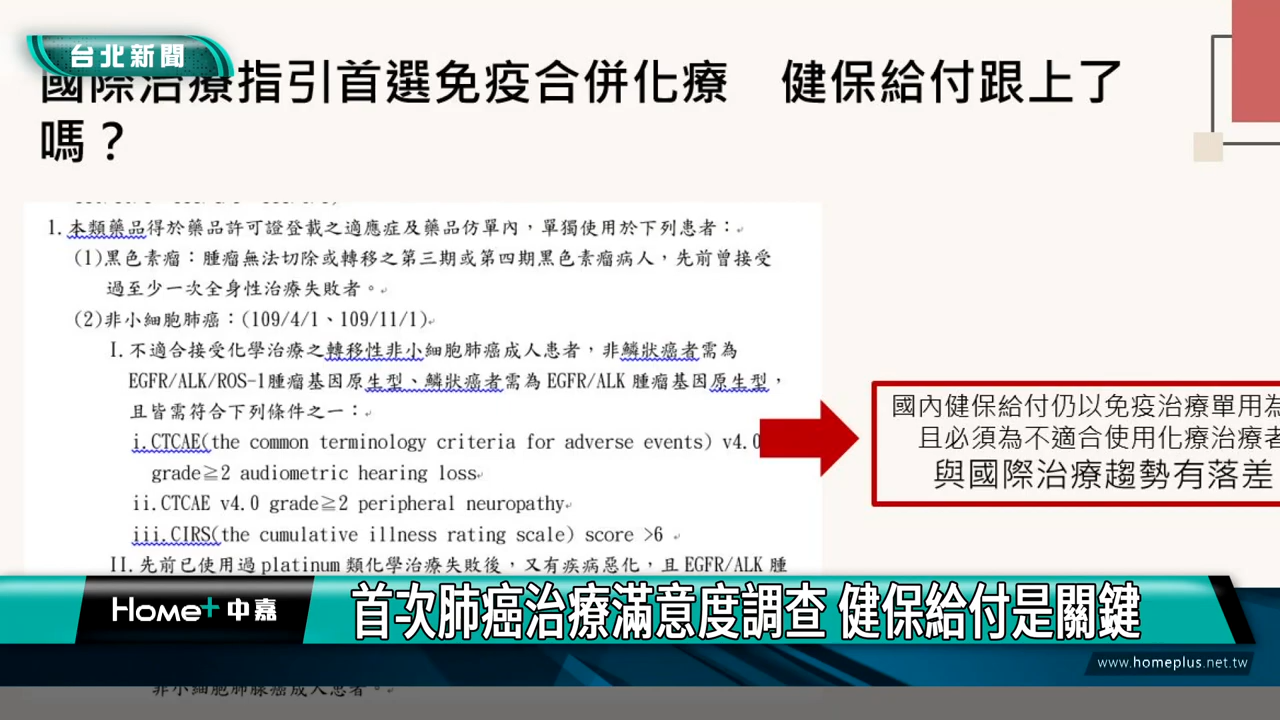 台北新聞
國際治療指引首選免疫合併化療 健保給付跟上了
嗎？
1.本類藥品得於藥品許可證登載之適應症及藥品仿單內，單獨使用於下列患者：
(1)黑色素瘤：腫瘤無法切除或轉移之第三期或第四期黑色素瘤病人，先前曾接受
過至少一次全身性治療失敗者。
(2)非小細胞肺癌：(109/4/1、109/11/1)
I.不適合接受化學治療之轉移性非小細胞肺癌成人患者，非鱗狀癌者需為
EGFR/ALK/ROS-1腫瘤基因原生型、鱗狀癌者需為 EGFR/ALK 腫瘤基因原生型，
且皆需符合下列條件之一：
i.CTCAE(the common terminology criteria for adverse events) v4.0
grade≧2 audiometric hearing loss
ii.CTCAE v4.0 grade≧2 peripheral neuropathy
iii.CIRS(the cumulative illness rating scale) score >6
II.先前已使用過 platinum 類化學治療失敗後，又有疾病惡化，且 EGFR/ALK 腫
國內健保給付仍以免疫治療單用為
且必須為不適合使用化療治療者
與國際治療趨勢有落差
Home+ 中嘉
首次肺癌治療滿意度調查 健保給付是關鍵
www.homeplus.net.tw
非小細胞肺腺癌成人患者。